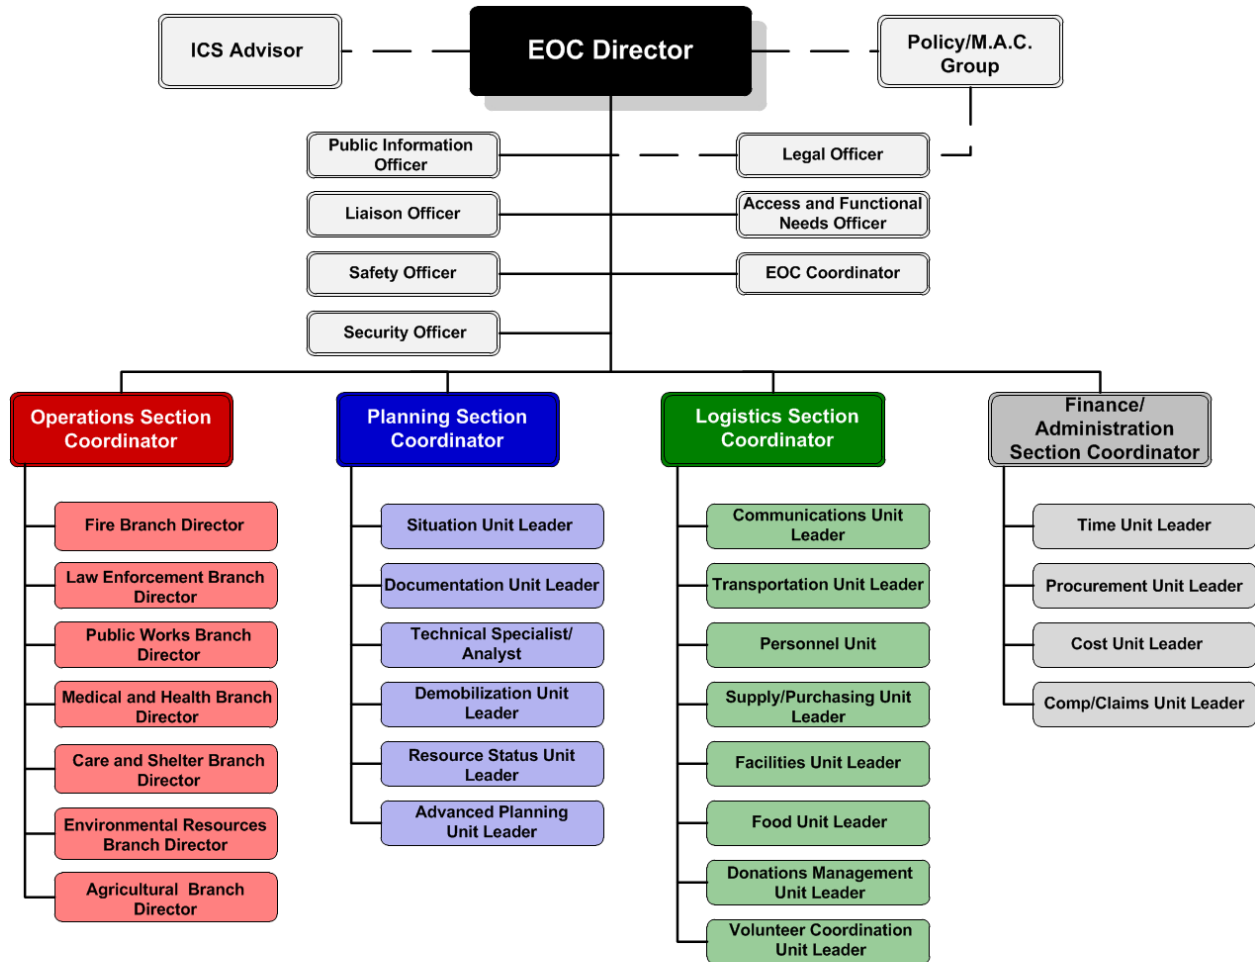 ICS Advisor
EOC Director
Policy/M.A.C.
Group
Public Information
Officer
Legal Officer
Liaison Officer
Access and Functional
Needs Officer
Safety Officer
EOC Coordinator
Security Officer
Operations Section
Coordinator
Fire Branch Director
Law Enforcement Branch
Director
Public Works Branch
Director
Medical and Health Branch
Director
Care and Shelter Branch
Director
Environmental Resources
Branch Director
Agricultural Branch
Director
Planning Section
Coordinator
Situation Unit Leader
Documentation Unit Leader
Technical Specialist/
Analyst
Demobilization Unit
Leader
Resource Status Unit
Leader
Advanced Planning
Unit Leader
Logistics Section
Coordinator
Communications Unit
Leader
Transportation Unit Leader
Personnel Unit
Supply/Purchasing Unit
Leader
Facilities Unit Leader
Food Unit Leader
Donations Management
Unit Leader
Volunteer Coordination
Unit Leader
Finance/
Administration
Section Coordinator
Time Unit Leader
Procurement Unit Leader
Cost Unit Leader
Comp/Claims Unit Leader